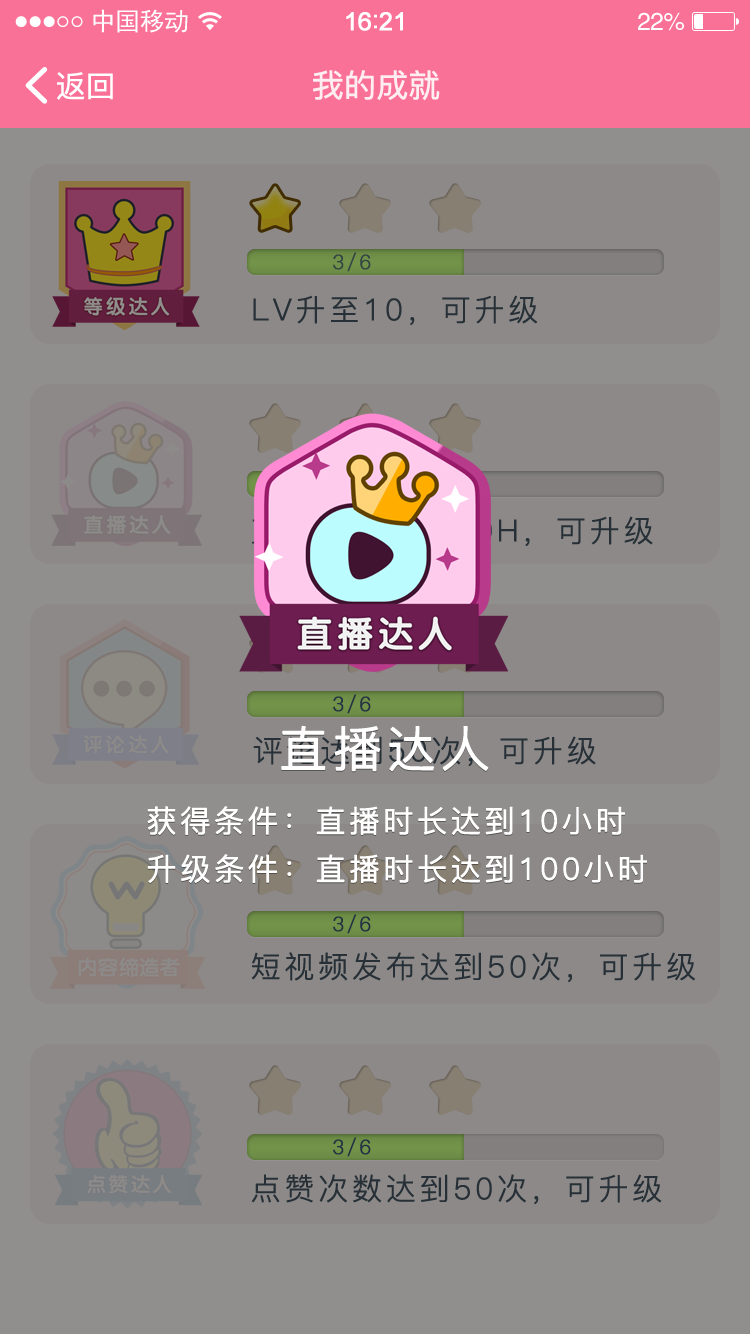 中国移动
16:21
22%
返回
我的成就
3/6
等级达人
LV升至10，可升级
直播达人
H，可升级
直播达人
3/6
评论达人
评论达到50次，可升级
直播达人
获得条件：直播时长达到10小时
升级条件：直播时长达到100小时
3/6
内容缔造者
短视频发布达到50次，可升级
3/6
点赞达人
点赞次数达到50次，可升级